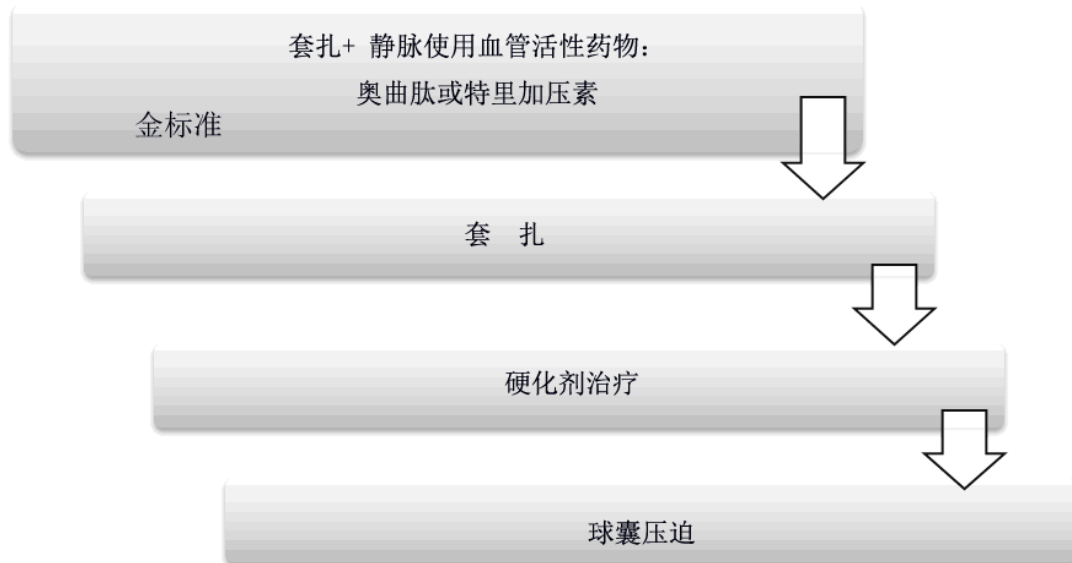 套扎+ 静脉使用血管活性药物:
奥曲肽或特里加压素
金标准
套 扎
硬化剂治疗
球囊压迫